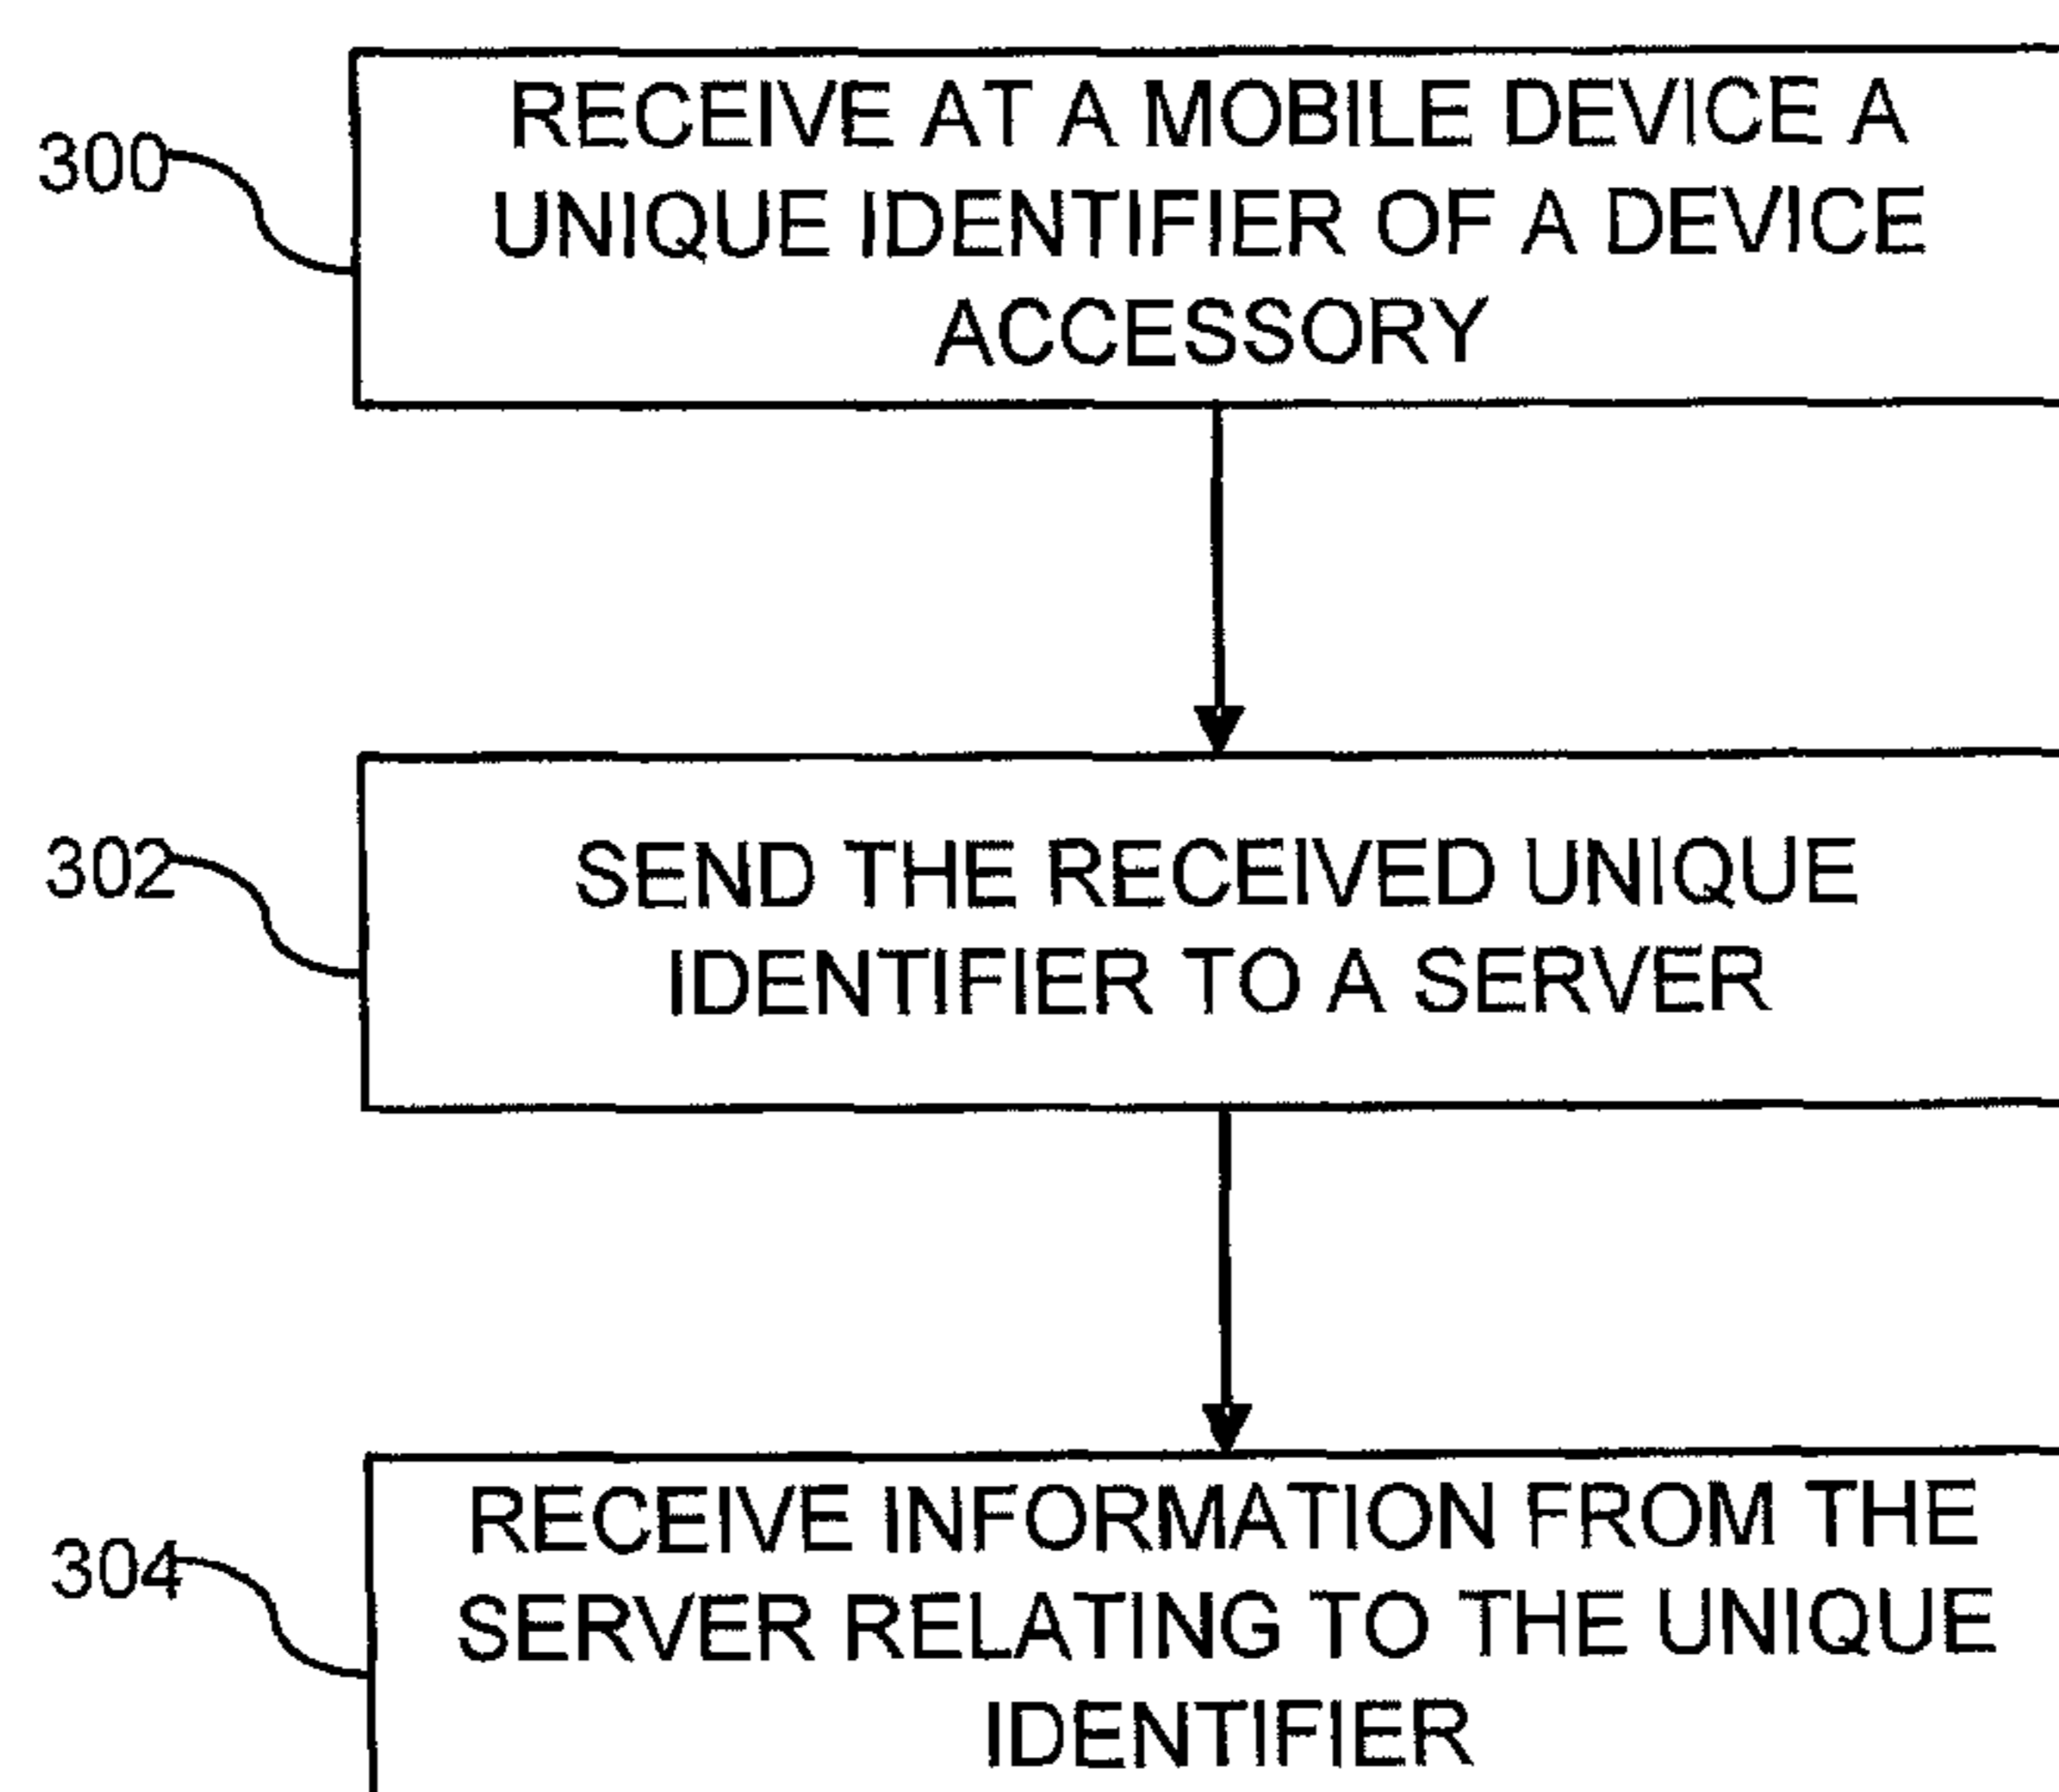 300
RECEIVE AT A MOBILE DEVICE A
UNIQUE IDENTIFIER OF A DEVICE
ACCESSORY
302
SEND THE RECEIVED UNIQUE
IDENTIFIER TO A SERVER
304
RECEIVE INFORMATION FROM THE
SERVER RELATING TO THE UNIQUE
IDENTIFIER